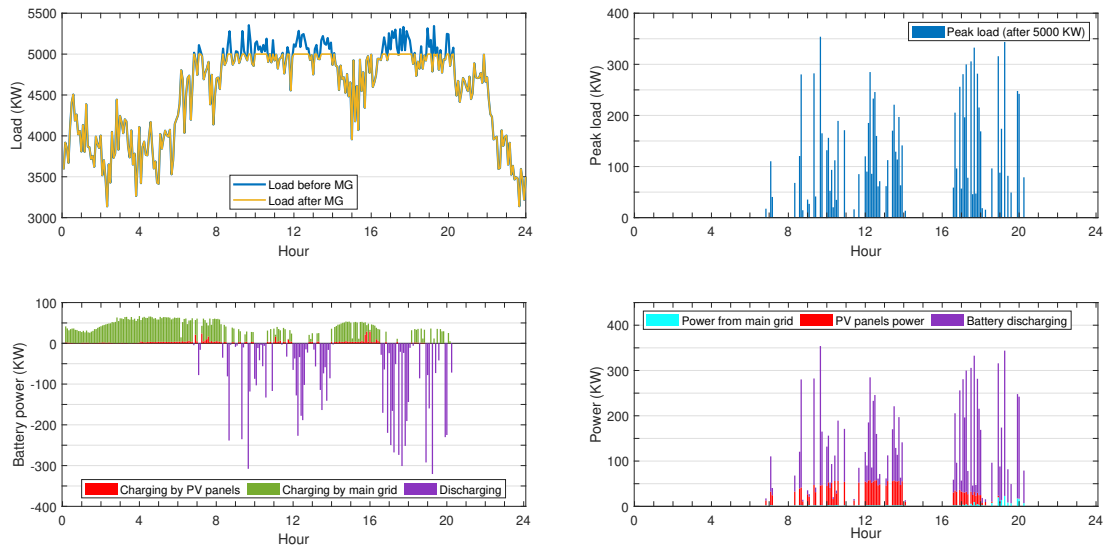 5500
5000
4500
4000
3500
3000
Load (KW)
Load before MG
Load after MG
0 4 8 12 16 20 24
Hour
400
300
200
100
0
Peak load (KW)
Peak load (after 5000 KW)
0 4 8 12 16 20 24
Hour
100
0
-100
-200
-300
-400
Battery power (KW)
Charging by PV panels Charging by main grid Discharging
0 4 8 12 16 20 24
Hour
400
300
200
100
0
Power (KW)
Power from main grid PV panels power Battery discharging
0 4 8 12 16 20 24
Hour